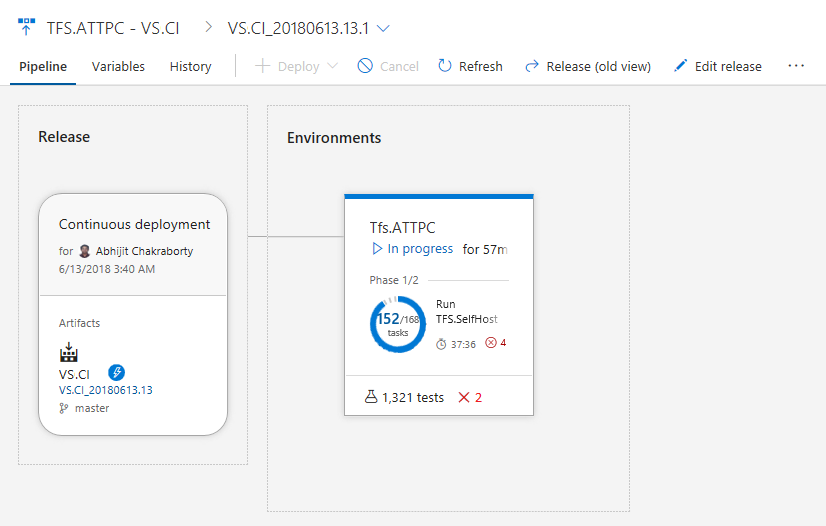 TFS.ATTPC - VS.CI > VS.CI_20180613.13.1
Pipeline Variables History + Deploy Cancel Refresh Release (old view) Edit release ...
Release
Environments
Continuous deployment
for Abhijit Chakraborty
6/13/2018 3:40 AM
Artifacts
VS.CI
VS.CI_20180613.13
master
Tfs.ATTPC
In progress for 57m
Phase 1/2
152/168
tasks
Run
TFS.SelfHost
37:36 4
1,321 tests 2